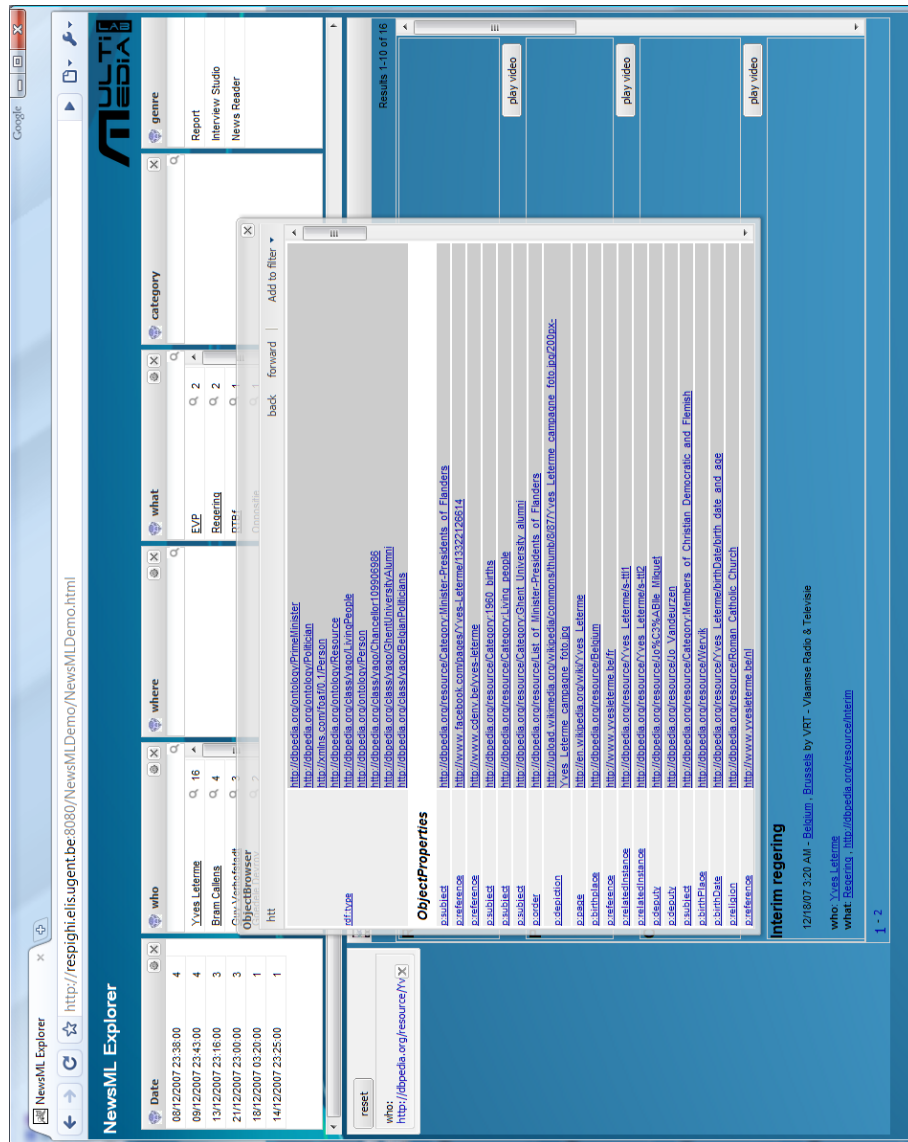 Google
NewsML Explorer
http://respighi.elis.ugent.be:8080/NewsMLDemo/NewsMLDemo.html
NewsML Explorer
MULTI
MEDIA
LAB
Date
08/12/2007 23:38:00 4
09/12/2007 23:43:00 4
13/12/2007 23:16:00 3
21/12/2007 23:00:00 3
18/12/2007 03:20:00 1
14/12/2007 23:25:00 1
who
Yves Leterme 16
Bram Callens 4
3
2
where
what
EVP 2
Regering 2
RTBf 1
Oppositie 1
category
genre
Report
Interview Studio
News Reader
reset
who:
http://dbpedia.org/resource/Yv
Results 1-10 of 16
ObjectBrowser
htt
back forward | Add to filter
rdf:type
http://dbpedia.org/ontology/PrimeMinister
http://dbpedia.org/ontology/Politician
http://xmlns.com/foaf/0.1/Person
http://dbpedia.org/ontology/Resource
http://dbpedia.org/class/yago/LivingPeople
http://dbpedia.org/ontology/Person
http://dbpedia.org/class/yago/Chancellor109906986
http://dbpedia.org/class/yago/GhentUniversityAlumni
http://dbpedia.org/class/yago/BelgianPoliticians
ObjectProperties
p:subject http://dbpedia.org/resource/Category:Minister-Presidents_of_Flanders
p:reference http://www.facebook.com/pages/Yves-Leterme/13322126614
p:reference http://www.cdenv.be/yves-leterme
p:subject http://dbpedia.org/resource/Category:1960_births
p:subject http://dbpedia.org/resource/Category:Living_people
p:subject http://dbpedia.org/resource/Category:Ghent_University_alumni
p:order http://dbpedia.org/resource/List_of_Minister-Presidents_of_Flanders
p:depiction http://upload.wikimedia.org/wikipedia/commons/thumb/8/87/Yves_Leterme_campagne_foto.jpg/200px-
Yves_Leterme_campagne_foto.jpg
p:page http://en.wikipedia.org/wiki/Yves_Leterme
p:birthplace http://dbpedia.org/resource/Belgium
p:reference http://www.yvesleterme.be/fr
p:relatedInstance http://dbpedia.org/resource/Yves_Leterme/s-ttl1
p:relatedInstance http://dbpedia.org/resource/Yves_Leterme/s-ttl2
p:deputy http://dbpedia.org/resource/Jo%C3%ABlle_Milquet
p:deputy http://dbpedia.org/resource/Jo_Vandeurzen
p:subject http://dbpedia.org/resource/Category:Members_of_Christian_Democratic_and_Flemish
p:birthPlace http://dbpedia.org/resource/Wervik
p:birthDate http://dbpedia.org/resource/Yves_Leterme/birthDate/birth_date_and_age
p:religion http://dbpedia.org/resource/Roman_Catholic_Church
p:reference http://www.yvesleterme.be/nl
play video
play video
play video
Interim regering
12/18/07 3:20 AM - Belgium , Brussels by VRT - Vlaamse Radio & Televisie
who: Yves Leterme
what: Regering , http://dbpedia.org/resource/Interim
1 - 2